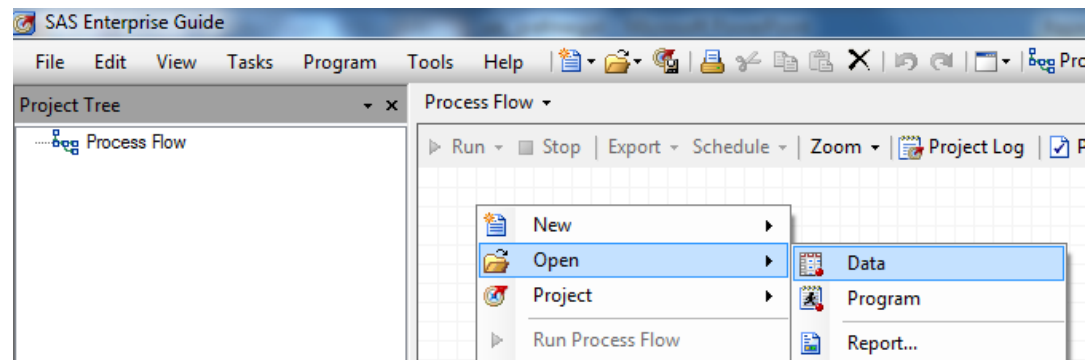 SAS Enterprise Guide
File Edit View Tasks Program Tools Help
Project Tree
Process Flow
Process Flow
Run Stop Export Schedule Zoom Project Log
New
Open
Data
Project
Program
Run Process Flow
Report...